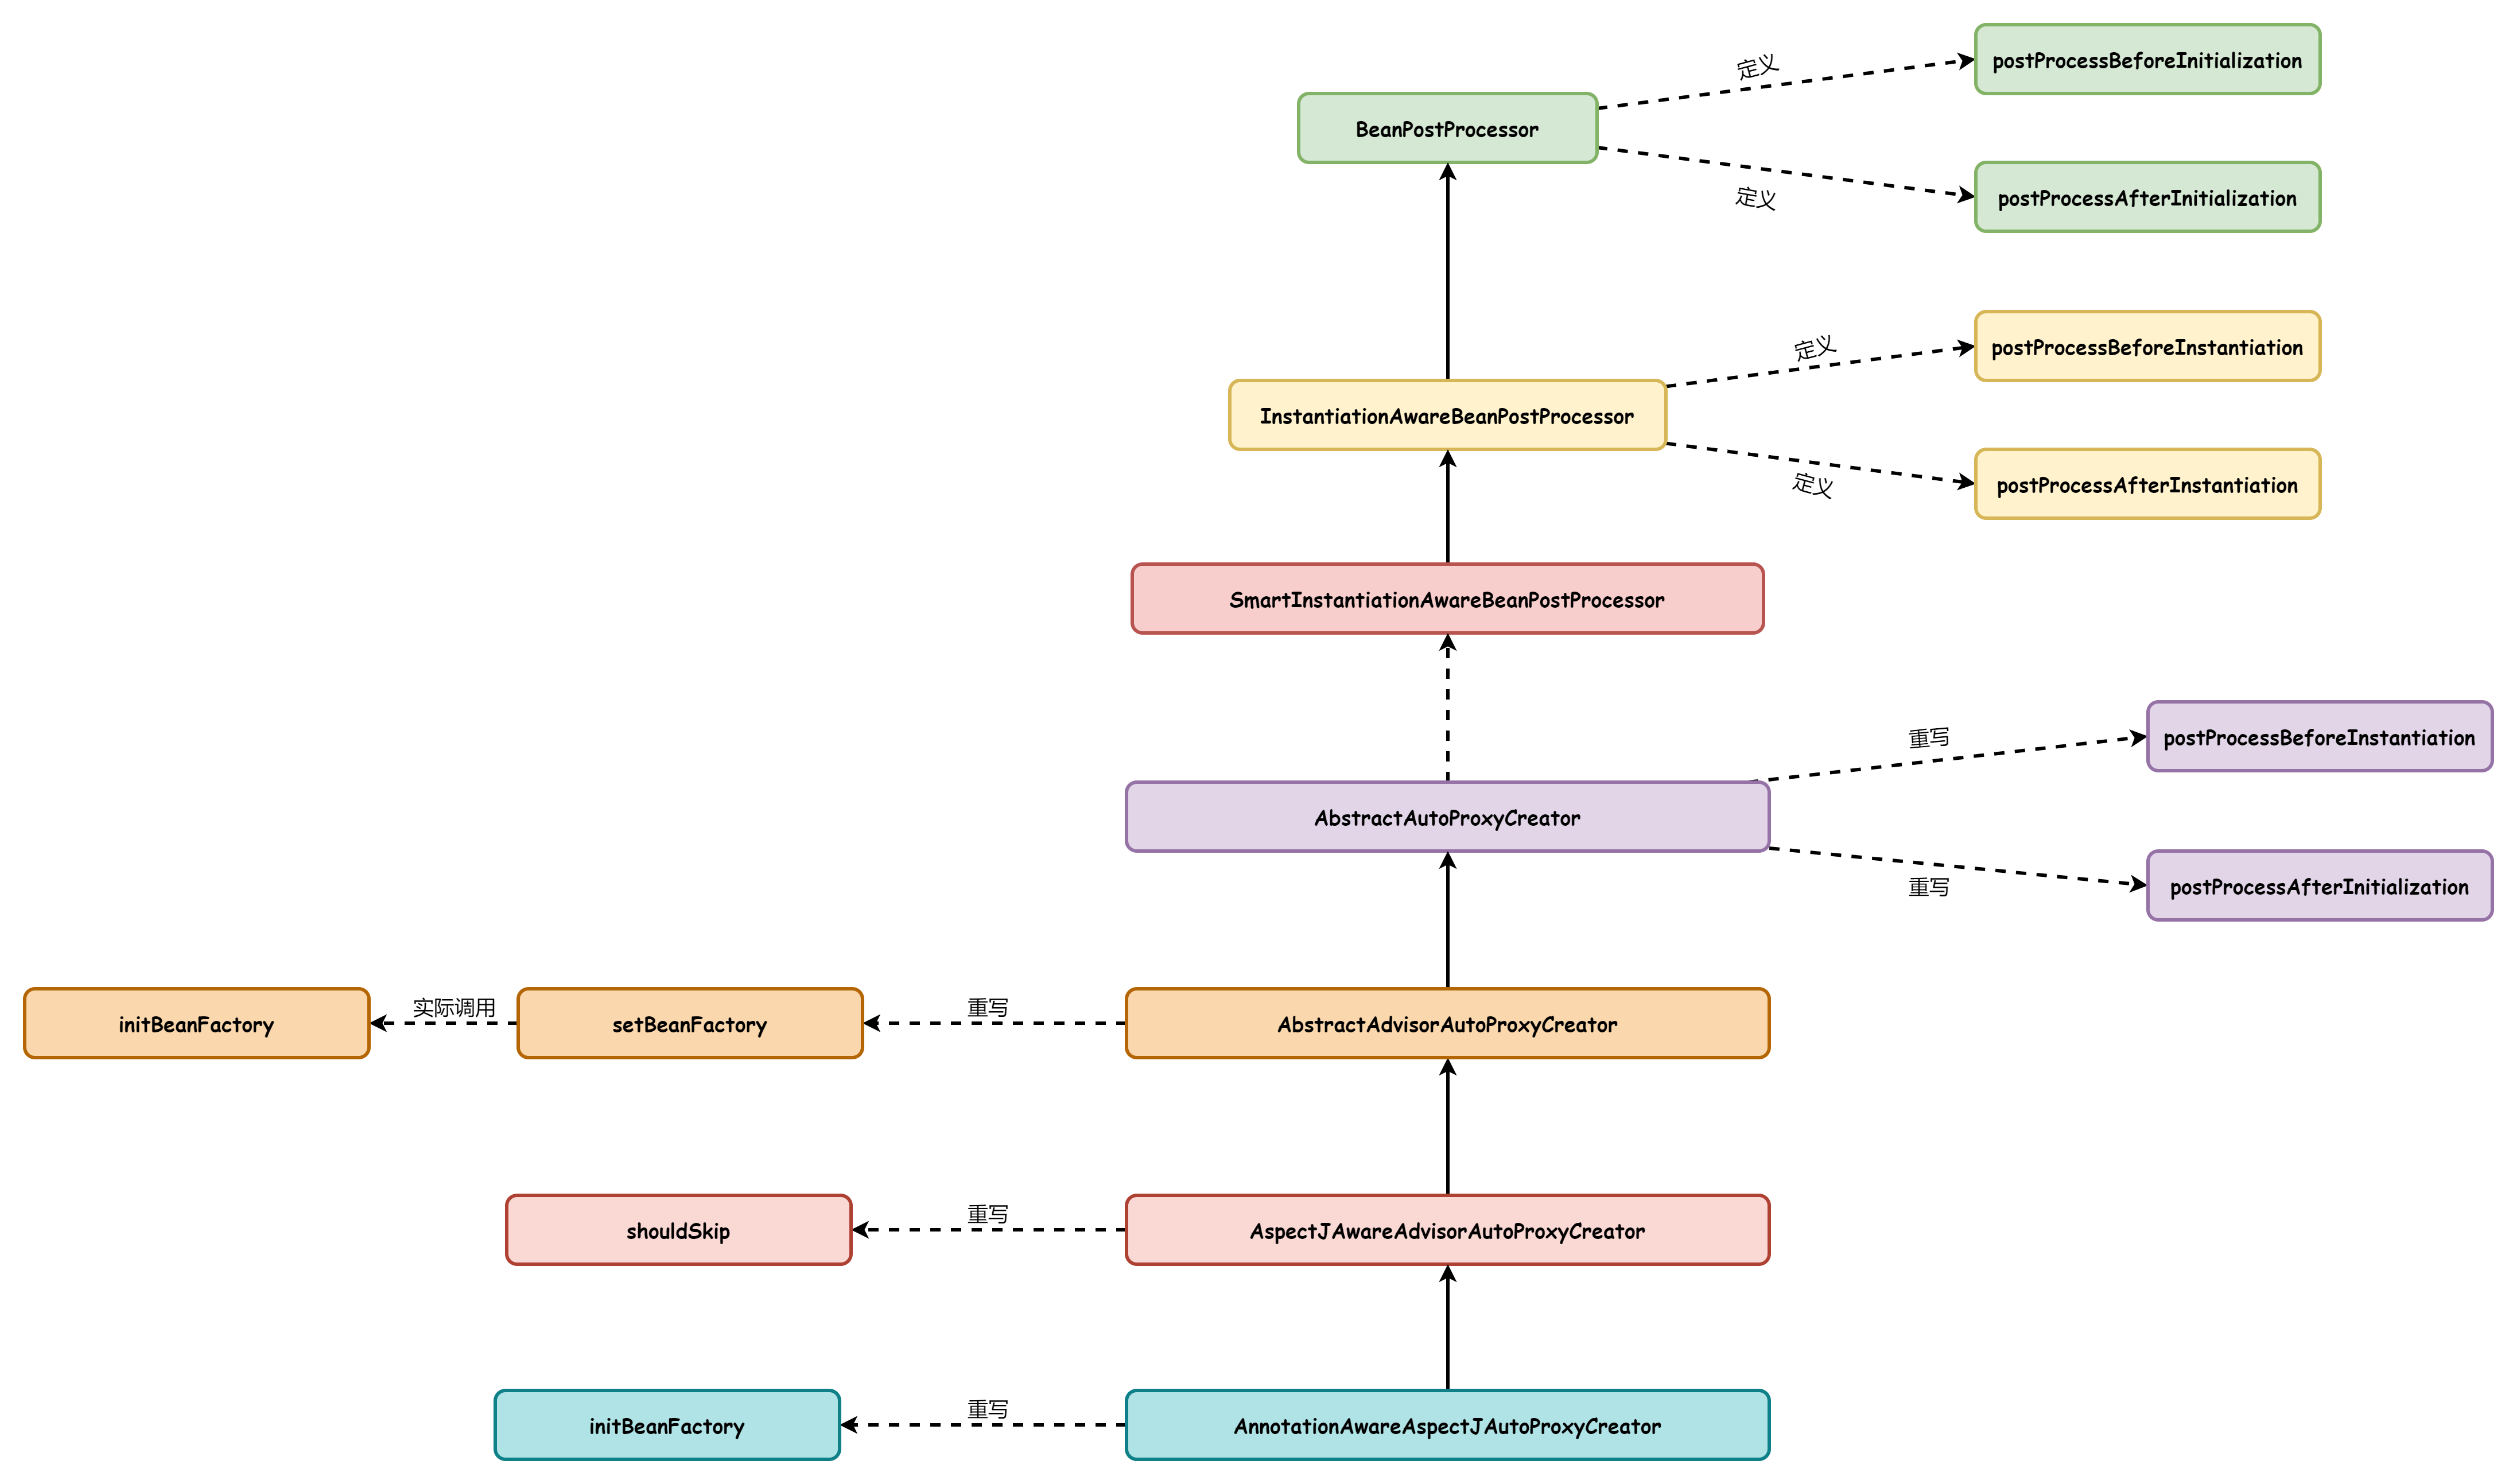 postProcessBeforeInitialization
定义
BeanPostProcessor
定义
postProcessAfterInitialization
postProcessBeforeInstantiation
定义
InstantiationAwareBeanPostProcessor
定义
postProcessAfterInstantiation
SmartInstantiationAwareBeanPostProcessor
重写
postProcessBeforeInstantiation
AbstractAutoProxyCreator
重写
postProcessAfterInitialization
initBeanFactory
实际调用
setBeanFactory
重写
AbstractAdvisorAutoProxyCreator
shouldSkip
重写
AspectJAwareAdvisorAutoProxyCreator
initBeanFactory
重写
AnnotationAwareAspectJAutoProxyCreator